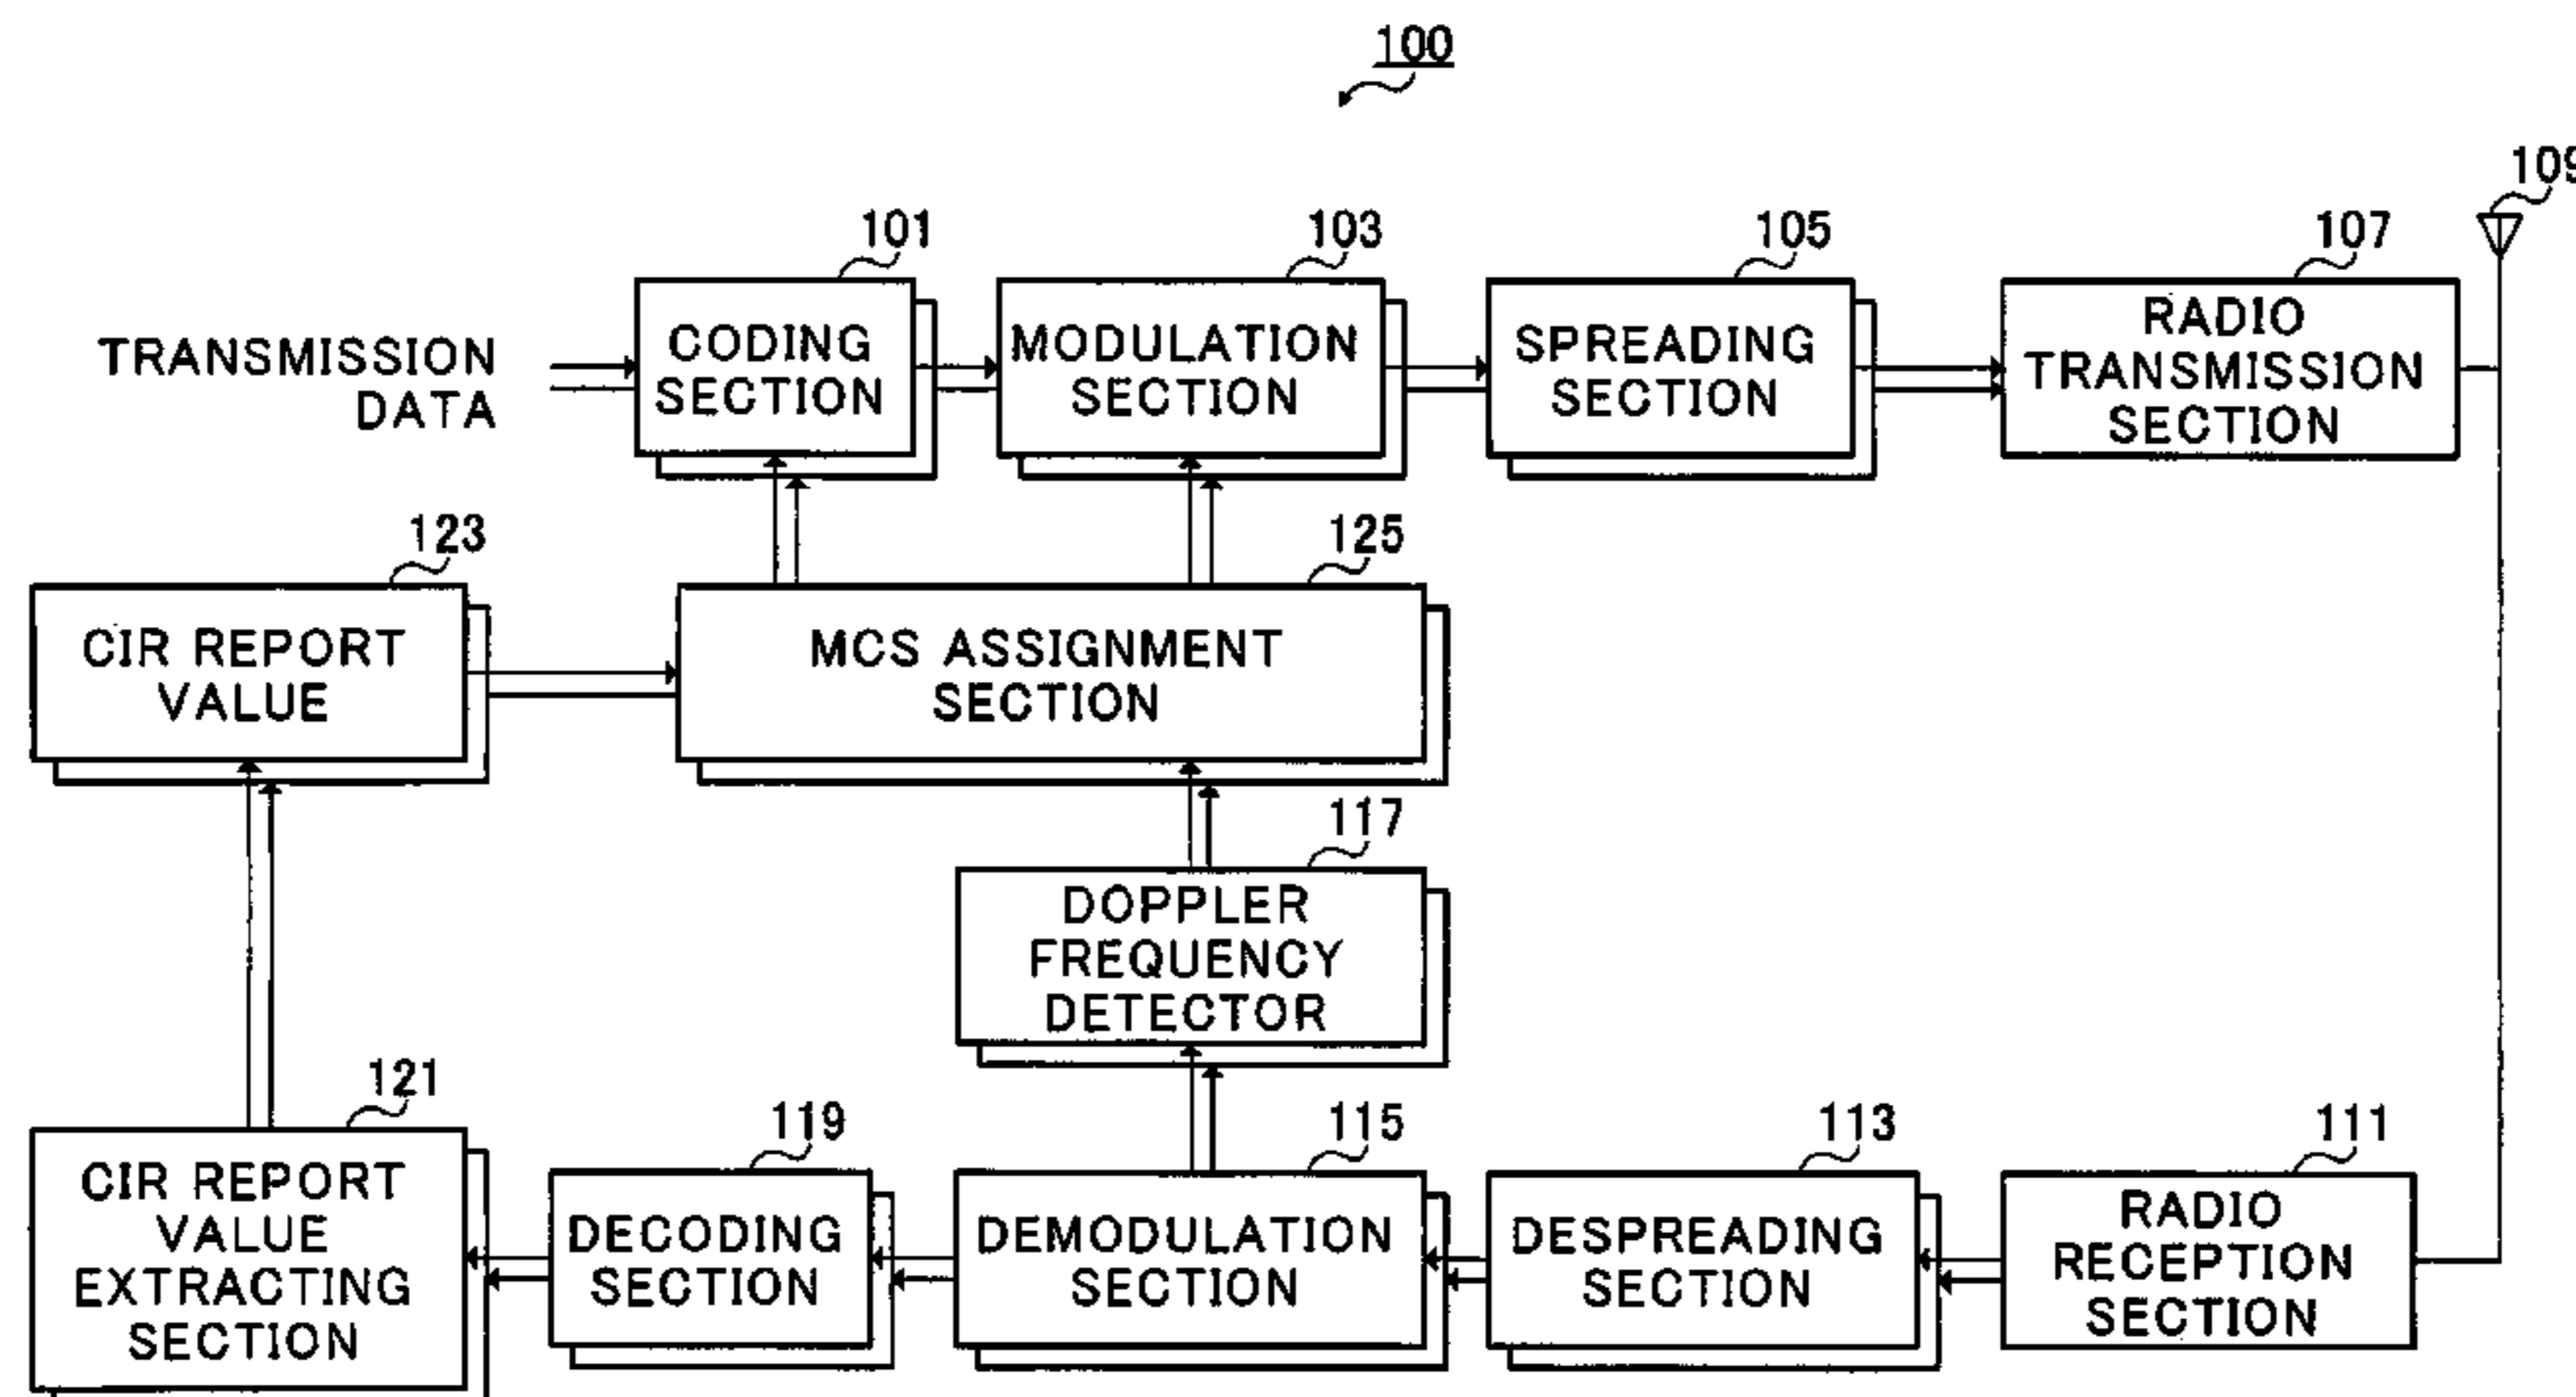 100
109
101
103
105
107
TRANSMISSION
DATA
CODING
SECTION
MODULATION
SECTION
SPREADING
SECTION
RADIO
TRANSMISSION
SECTION
123
125
CIR REPORT
VALUE
MCS ASSIGNMENT
SECTION
117
DOPPLER
FREQUENCY
DETECTOR
121
119
115
113
111
CIR REPORT
VALUE
EXTRACTING
SECTION
DECODING
SECTION
DEMODULATION
SECTION
DESPREADING
SECTION
RADIO
RECEPTION
SECTION